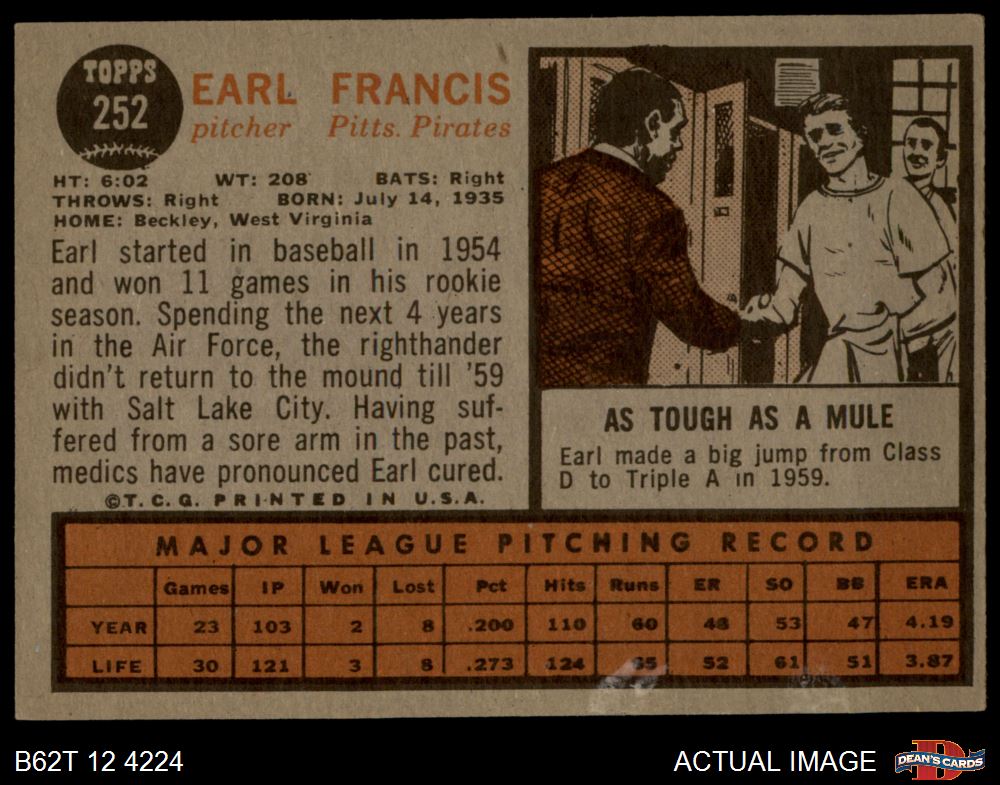 TOPPS
252
EARL FRANCIS
pitcher Pitts. Pirates
HT: 6:02 WT: 208 BATS: Right
THROWS: Right BORN: July 14, 1935
HOME: Beckley, West Virginia
Earl started in baseball in 1954
and won 11 games in his rookie
season. Spending the next 4 years
in the Air Force, the righthander
didn't return to the mound till '59
with Salt Lake City. Having suf-
fered from a sore arm in the past,
medics have pronounced Earl cured.
©T.C.G. PRINTED IN U.S.A.
AS TOUGH AS A MULE
Earl made a big jump from Class
D to Triple A in 1959.
MAJOR LEAGUE PITCHING RECORD
Games IP Won Lost Pct Hits Runs ER SO BB ERA
YEAR 23 103 2 8 .200 110 60 48 53 47 4.19
LIFE 30 121 3 8 .273 124 52 61 51 3.87
B62T 12 4224
ACTUAL IMAGE
DEAN'S CARDS